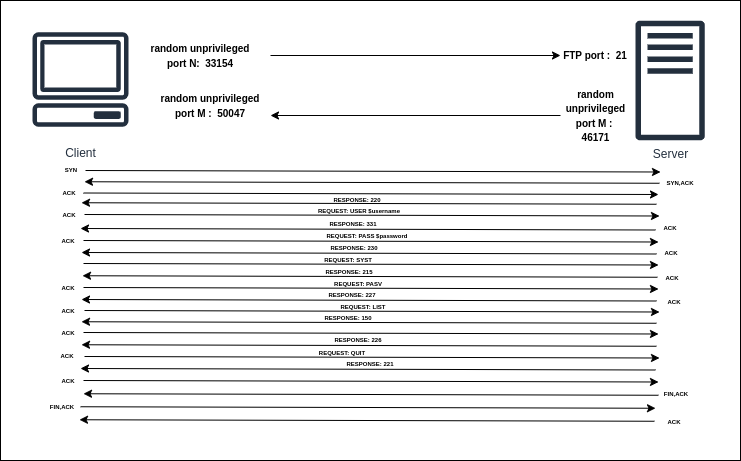 random unprivileged
port N: 33154
FTP port : 21
random unprivileged
port M : 50047
random
unprivileged
port M :
46171
Client
Server
SYN
SYN,ACK
ACK
RESPONSE: 220
ACK
REQUEST: USER $username
RESPONSE: 331
ACK
ACK
REQUEST: PASS $password
RESPONSE: 230
ACK
REQUEST: SYST
RESPONSE: 215
ACK
ACK
REQUEST: PASV
RESPONSE: 227
ACK
ACK
REQUEST: LIST
RESPONSE: 150
ACK
RESPONSE: 226
ACK
REQUEST: QUIT
RESPONSE: 221
ACK
FIN,ACK
FIN,ACK
ACK